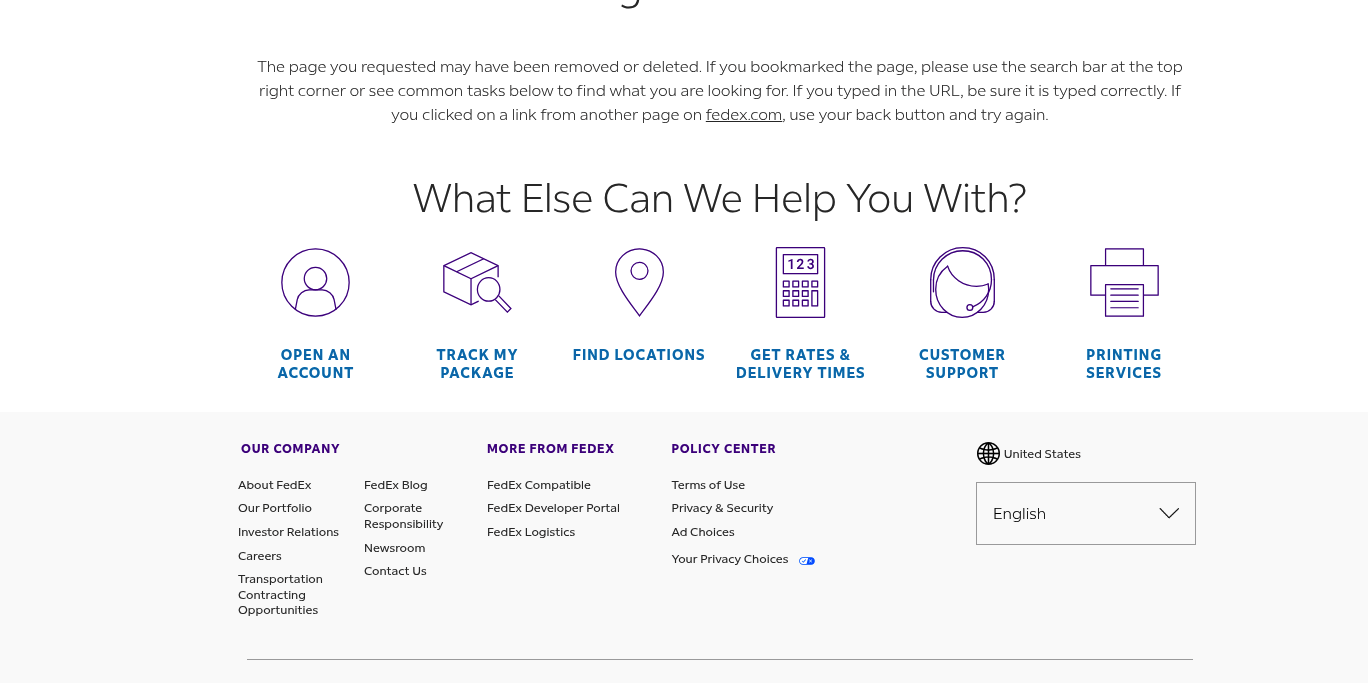 The page you requested may have been removed or deleted. If you bookmarked the page, please use the search bar at the top
right corner or see common tasks below to find what you are looking for. If you typed in the URL, be sure it is typed correctly. If
you clicked on a link from another page on fedex.com, use your back button and try again.
What Else Can We Help You With?
123
OPEN AN
ACCOUNT
TRACK MY
PACKAGE
FIND LOCATIONS
GET RATES &
DELIVERY TIMES
CUSTOMER
SUPPORT
PRINTING
SERVICES
OUR COMPANY
About FedEx
Our Portfolio
Investor Relations
Careers
Transportation
Contracting
Opportunities
FedEx Blog
Corporate
Responsibility
Newsroom
Contact Us
MORE FROM FEDEX
FedEx Compatible
FedEx Developer Portal
FedEx Logistics
POLICY CENTER
Terms of Use
Privacy & Security
Ad Choices
Your Privacy Choices
United States
English